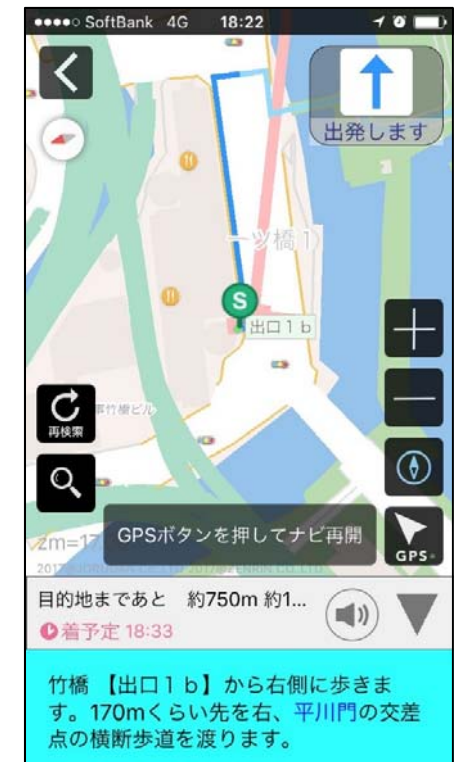 SoftBank 4G 18:22
出発します
一ツ橋1
S
出口1b
再検索
竹橋ビル
GPSボタンを押してナビ再開
zm=17
GPS
目的地まであと 約750m 約1...
着予定 18:33
竹橋 【出口1b】から右側に歩きま
す。170mくらい先を右、平川門の交差
点の横断歩道を渡ります。